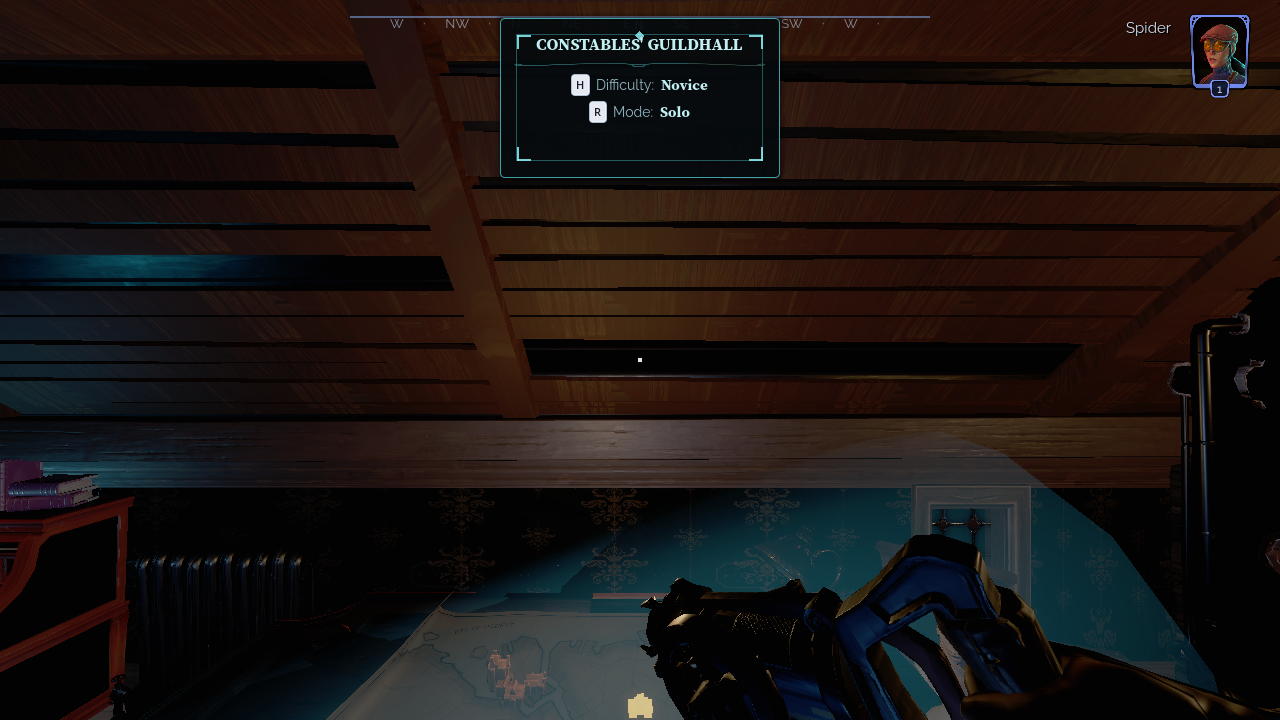 W · NW · SW · W ·
Spider
CONSTABLES' GUILDHALL
H Difficulty: Novice
R Mode: Solo
1